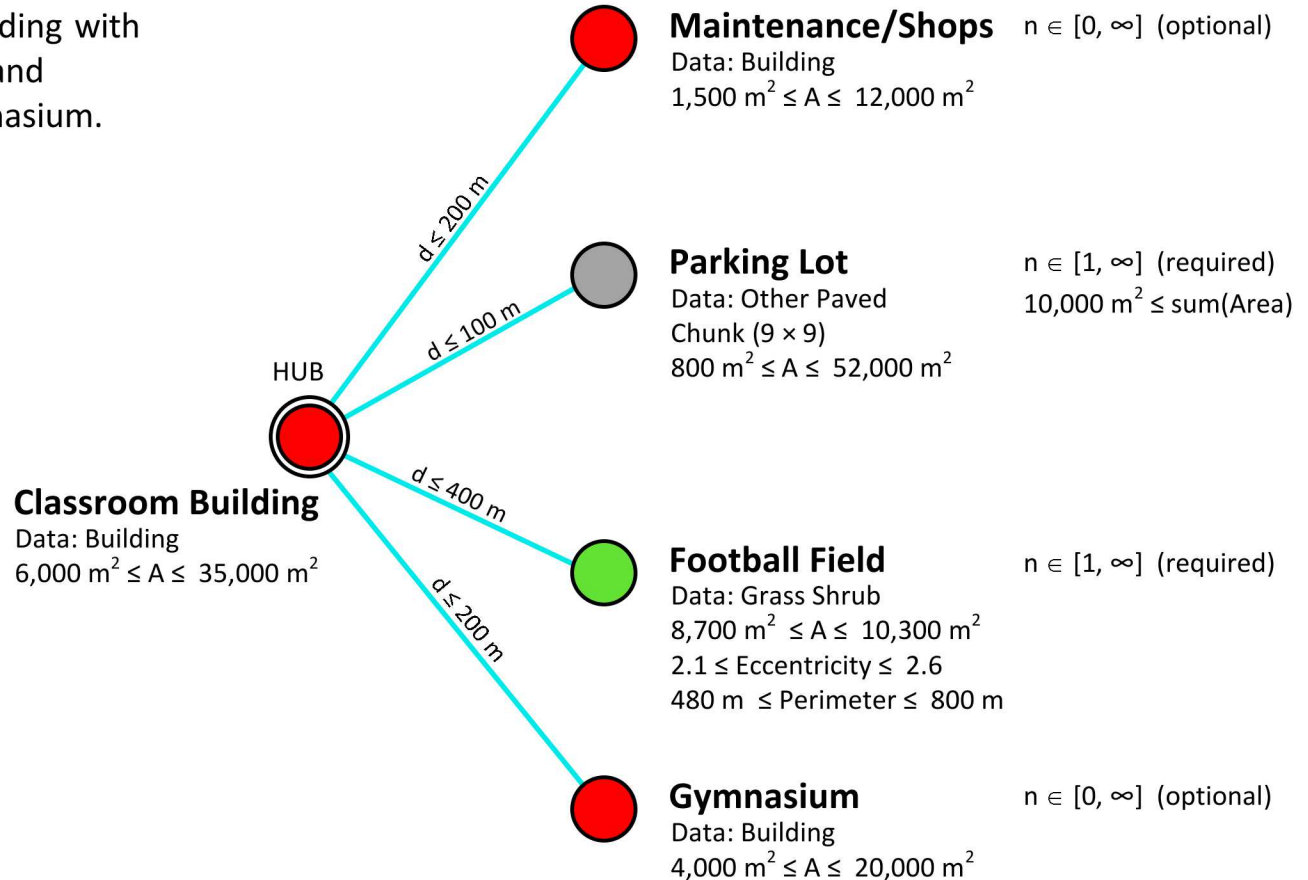 with
and
Maintenance/Shops n ∈ [0, ∞] (optional)
Data: Building
1,500 m² ≤ A ≤ 12,000 m²
d ≤ 200 m
Parking Lot n ∈ [1, ∞] (required)
Data: Other Paved 10,000 m² ≤ sum(Area)
Chunk (9 × 9)
800 m² ≤ A ≤ 52,000 m²
d ≤ 100 m
HUB
Classroom Building
Data: Building
6,000 m² ≤ A ≤ 35,000 m²
d ≤ 400 m
Football Field n ∈ [1, ∞] (required)
Data: Grass Shrub
8,700 m² ≤ A ≤ 10,300 m²
2.1 ≤ Eccentricity ≤ 2.6
480 m ≤ Perimeter ≤ 800 m
d ≤ 200 m
Gymnasium n ∈ [0, ∞] (optional)
Data: Building
4,000 m² ≤ A ≤ 20,000 m²